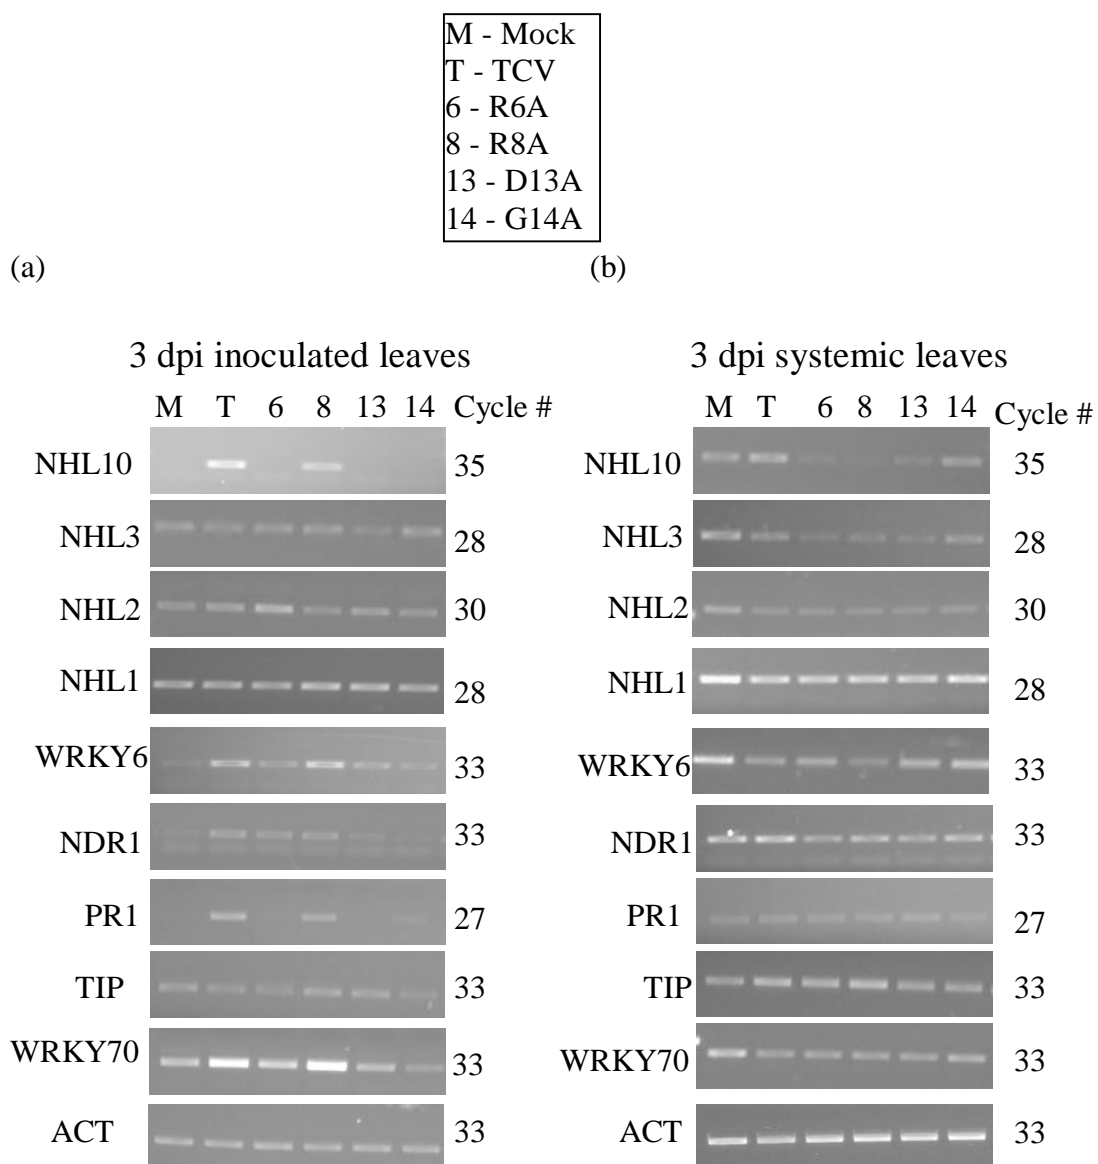 M - Mock
T - TCV
6 - R6A
8 - R8A
13 - D13A
14 - G14A
(a)
3 dpi inoculated leaves
M T 6 8 13 14 Cycle #
NHL10 35
NHL3 28
NHL2 30
NHL1 28
WRKY6 33
NDR1 33
PR1 27
TIP 33
WRKY70 33
ACT 33
(b)
3 dpi systemic leaves
M T 6 8 13 14 Cycle #
NHL10 35
NHL3 28
NHL2 30
NHL1 28
WRKY6 33
NDR1 33
PR1 27
TIP 33
WRKY70 33
ACT 33